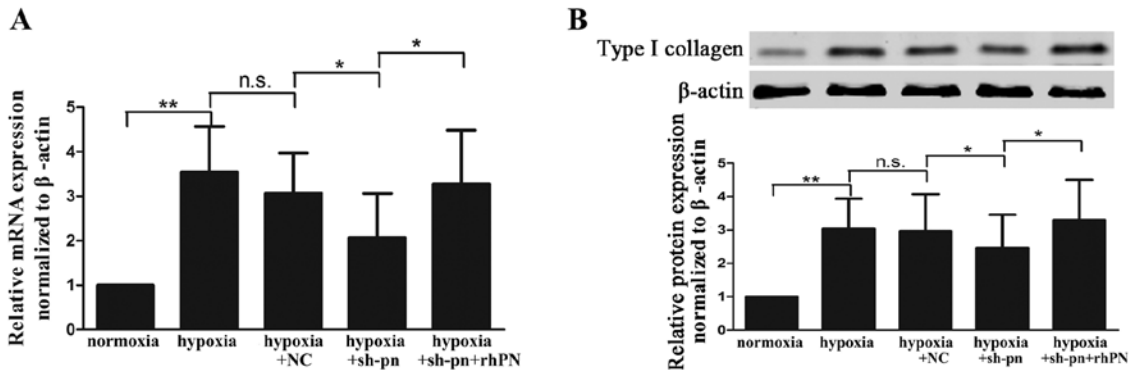 A
Relative mRNA expression
normalized to β -actin
5
4
3
2
1
0
**
n.s.
*
*
normoxia
hypoxia
hypoxia
+NC
hypoxia
+sh-pn
hypoxia
+sh-pn+rhPN
B
Type I collagen
β-actin
Relative protein expression
normalized to β -actin
5
4
3
2
1
0
**
n.s.
*
*
normoxia
hypoxia
hypoxia
+NC
hypoxia
+sh-pn
hypoxia
+sh-pn+rhPN